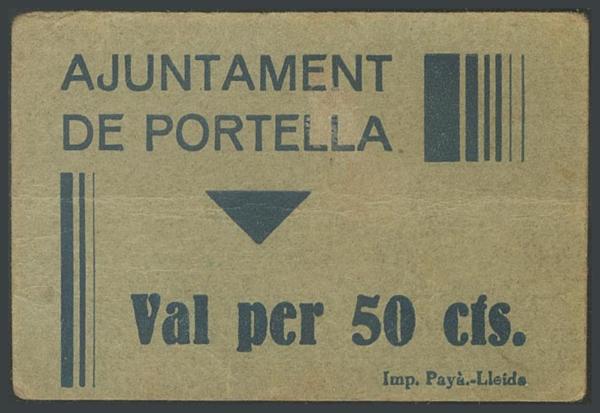 AJUNTAMENT
DE PORTELLA
Val per 50 cts.
Imp. Payà.-Lleida